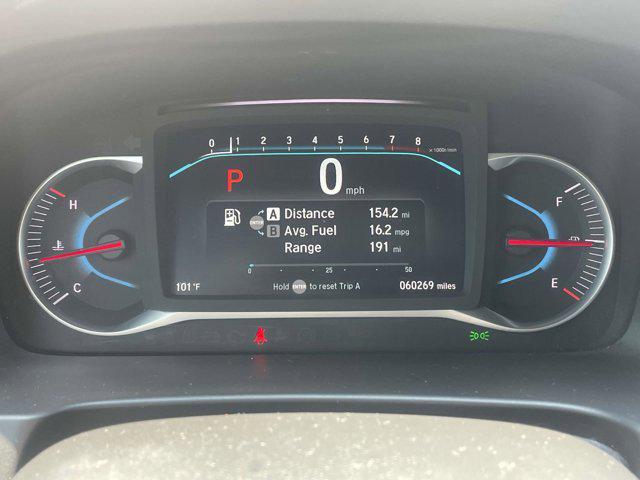 0 1 2 3 4 5 6 7 8 x 1000r/min
P 0 mph
H
F
A Distance 154.2 mi
ENTER B Avg. Fuel 16.2 mpg
Range 191 mi
C
E
0 25 50
101 °F Hold ENTER to reset Trip A 060269 miles